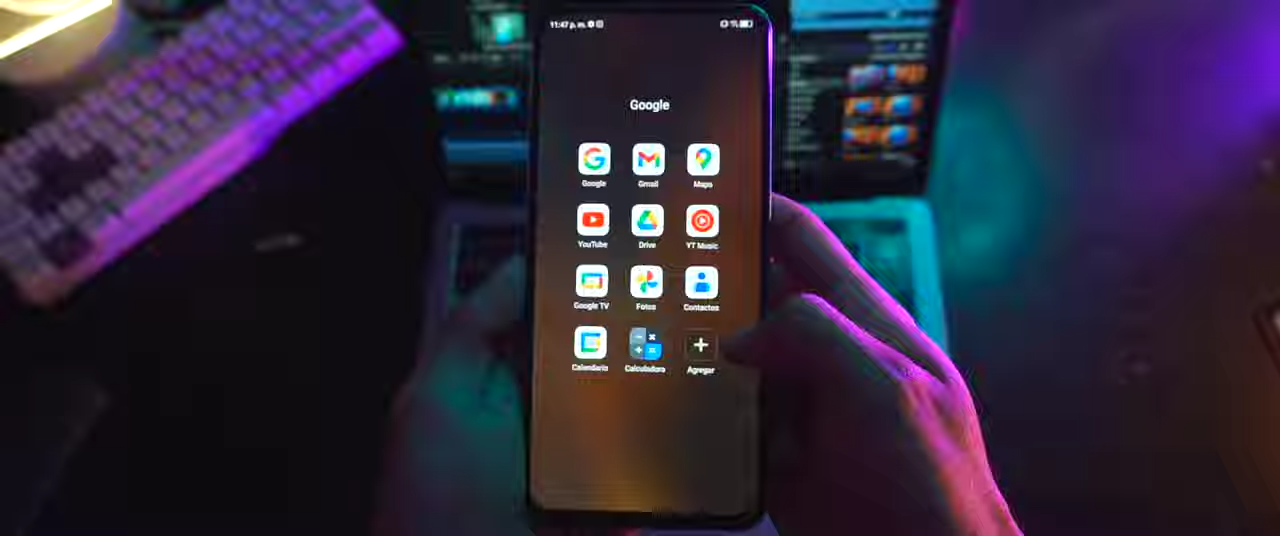 11:47 p. m.
Google
Google Gmail Maps
YouTube Drive YT Music
Google TV Fotos Contactos
Calendario Calculadora Agregar